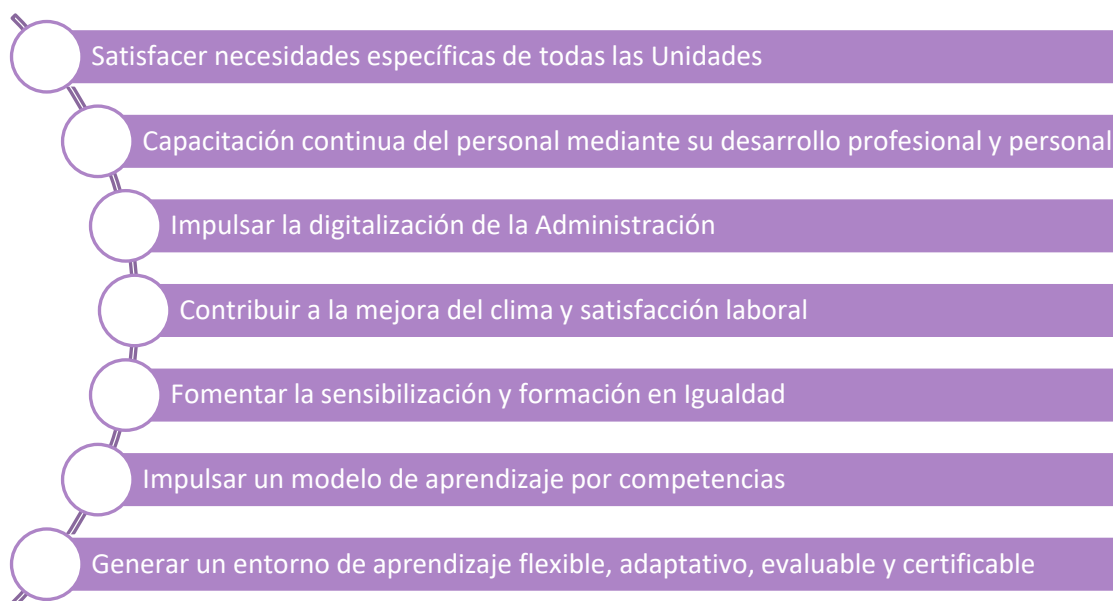 Satisfacer necesidades específicas de todas las Unidades
Capacitación continua del personal mediante su desarrollo profesional y personal
Impulsar la digitalización de la Administración
Contribuir a la mejora del clima y satisfacción laboral
Fomentar la sensibilización y formación en Igualdad
Impulsar un modelo de aprendizaje por competencias
Generar un entorno de aprendizaje flexible, adaptativo, evaluable y certificable